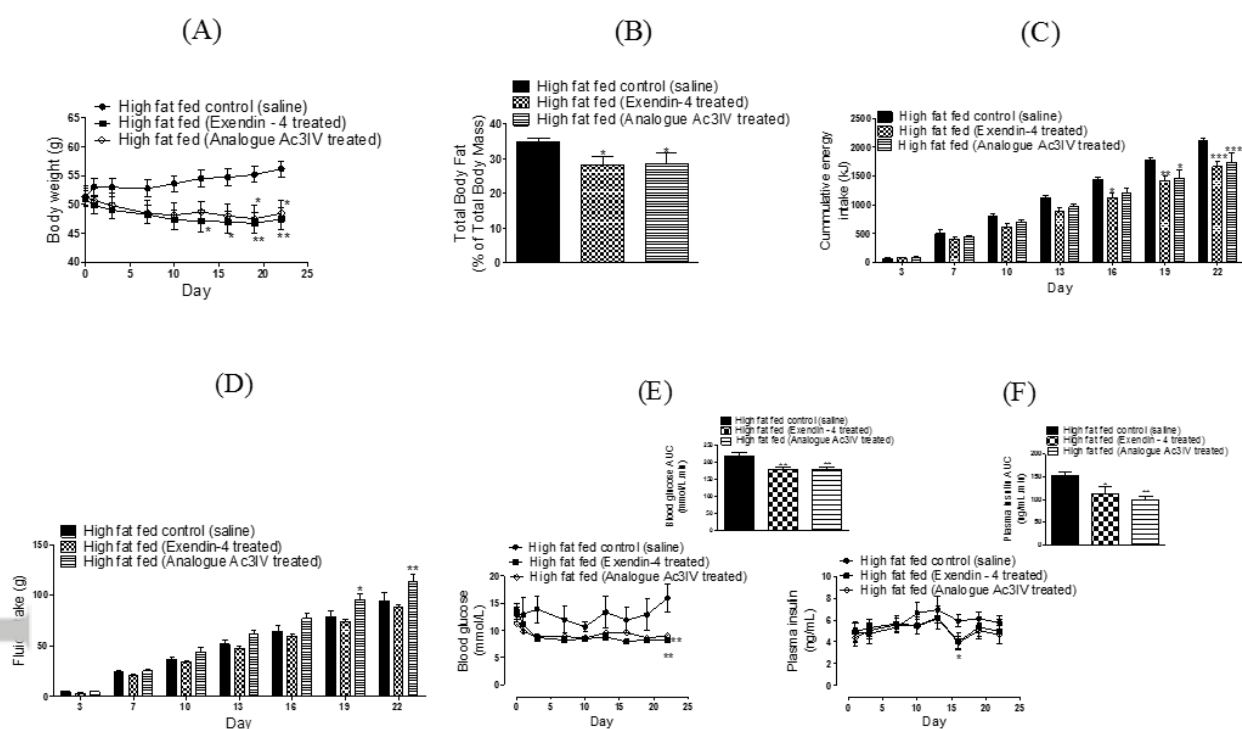 (A)
(B)
(C)
High fat fed control (saline)
High fat fed (Exendin - 4 treated)
High fat fed (Analogue Ac3IV treated)
65
60
55
50
45
40
0
5
10
15
20
25
Body weight (g)
Day
*
*
*
*
**
**
High fat fed control (saline)
High fat fed (Exendin-4 treated)
High fat fed (Analogue Ac3IV treated)
40
30
20
10
0
Total Body Fat
(% of Total Body Mass)
*
*
High fat fed control (saline)
High fat fed (Exendin-4 treated)
High fat fed (Analogue Ac3IV treated)
2500
2000
1500
1000
500
0
Cummulative energy
intake (kJ)
3
7
10
13
16
19
22
Day
*
**
*
***
***
(D)
(E)
(F)
High fat fed control (saline)
High fat fed (Exendin-4 treated)
High fat fed (Analogue Ac3IV treated)
150
100
50
0
3
7
10
13
16
19
22
Day
*
**
High fat fed control (saline)
High fat fed (Exendin - 4 treated)
High fat fed (Analogue Ac3IV treated)
Blood glucose AUC
(mmol/L.min)
200
150
100
50
0
**
**
High fat fed control (saline)
High fat fed (Exendin-4 treated)
High fat fed (Analogue Ac3IV treated)
20
15
10
5
0
Blood glucose
(mmol/L)
0
5
10
15
20
25
Day
**
**
High fat fed control (saline)
High fat fed (Exendin - 4 treated)
High fat fed (Analogue Ac3IV treated)
Plasma insulin AUC
(ng/mL.min)
200
150
100
50
0
*
**
High fat fed control (saline)
High fat fed (Exendin - 4 treated)
High fat fed (Analogue Ac3IV treated)
10
8
6
4
2
0
Plasma insulin
(ng/mL)
0
5
10
15
20
25
Day
*